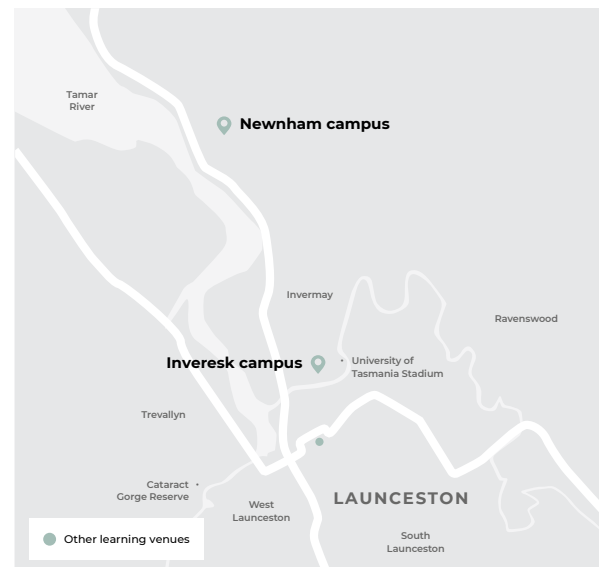 Tamar
River
Newnham campus
Invermay
Ravenswood
Inveresk campus
University of
Tasmania Stadium
Trevallyn
Cataract
Gorge Reserve
LAUNCESTON
West
Launceston
South
Launceston
Other learning venues